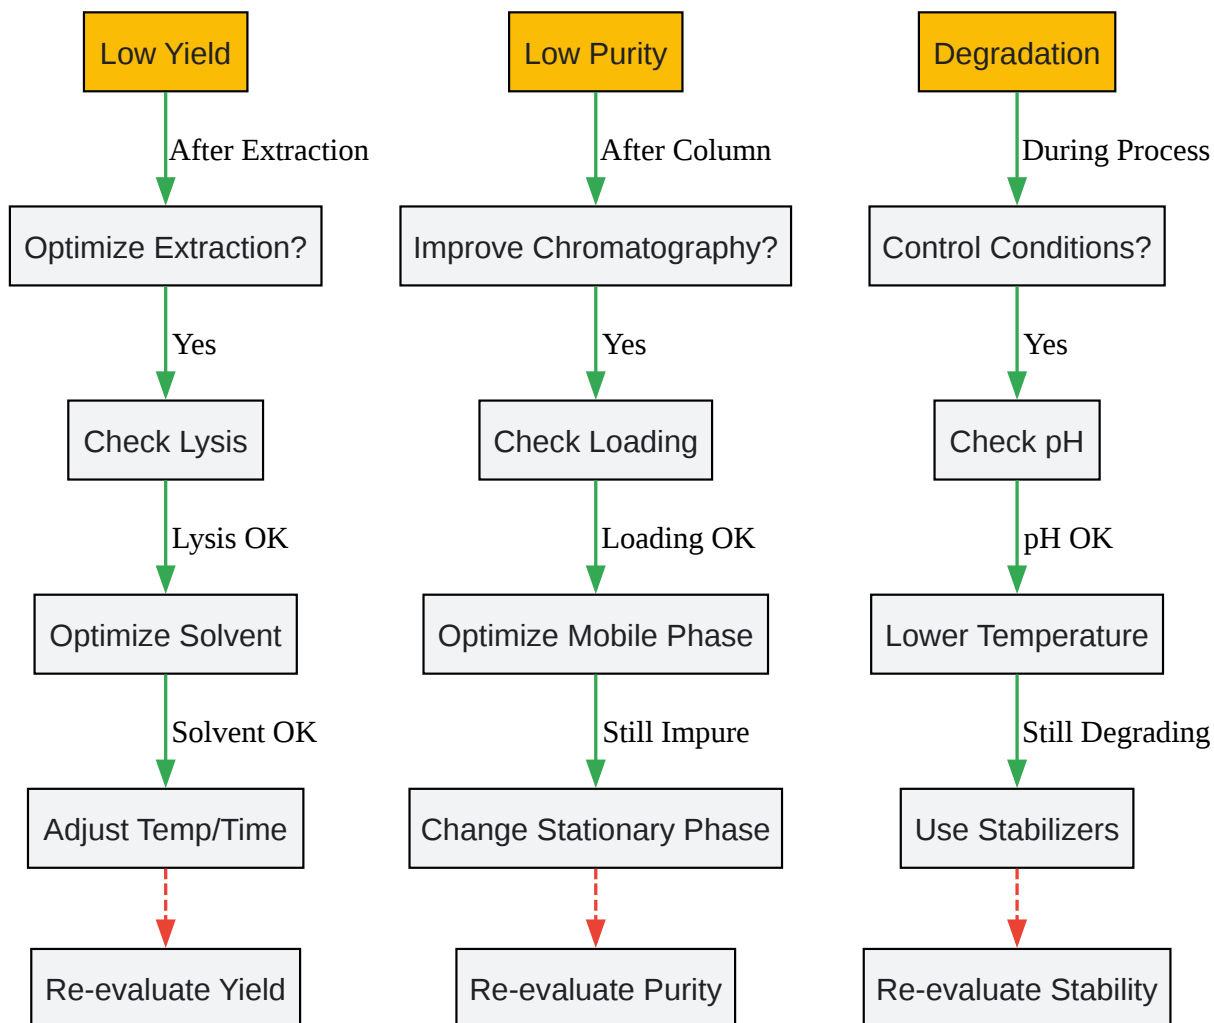 Low Yield
Low Purity
Degradation
After Extraction
After Column
During Process
Optimize Extraction?
Improve Chromatography?
Control Conditions?
Yes
Yes
Yes
Check Lysis
Check Loading
Check pH
Lysis OK
Loading OK
pH OK
Optimize Solvent
Optimize Mobile Phase
Lower Temperature
Solvent OK
Still Impure
Still Degrading
Adjust Temp/Time
Change Stationary Phase
Use Stabilizers
Re-evaluate Yield
Re-evaluate Purity
Re-evaluate Stability